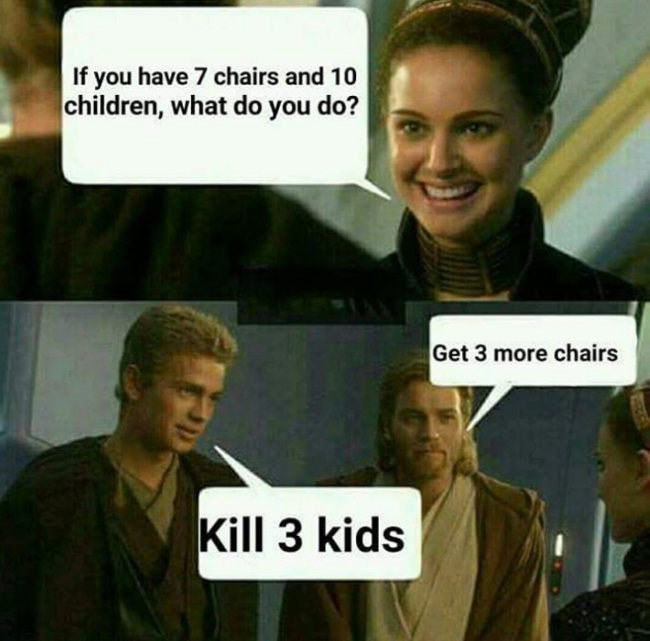 If you have 7 chairs and 10
children, what do you do?
Get 3 more chairs
Kill 3 kids